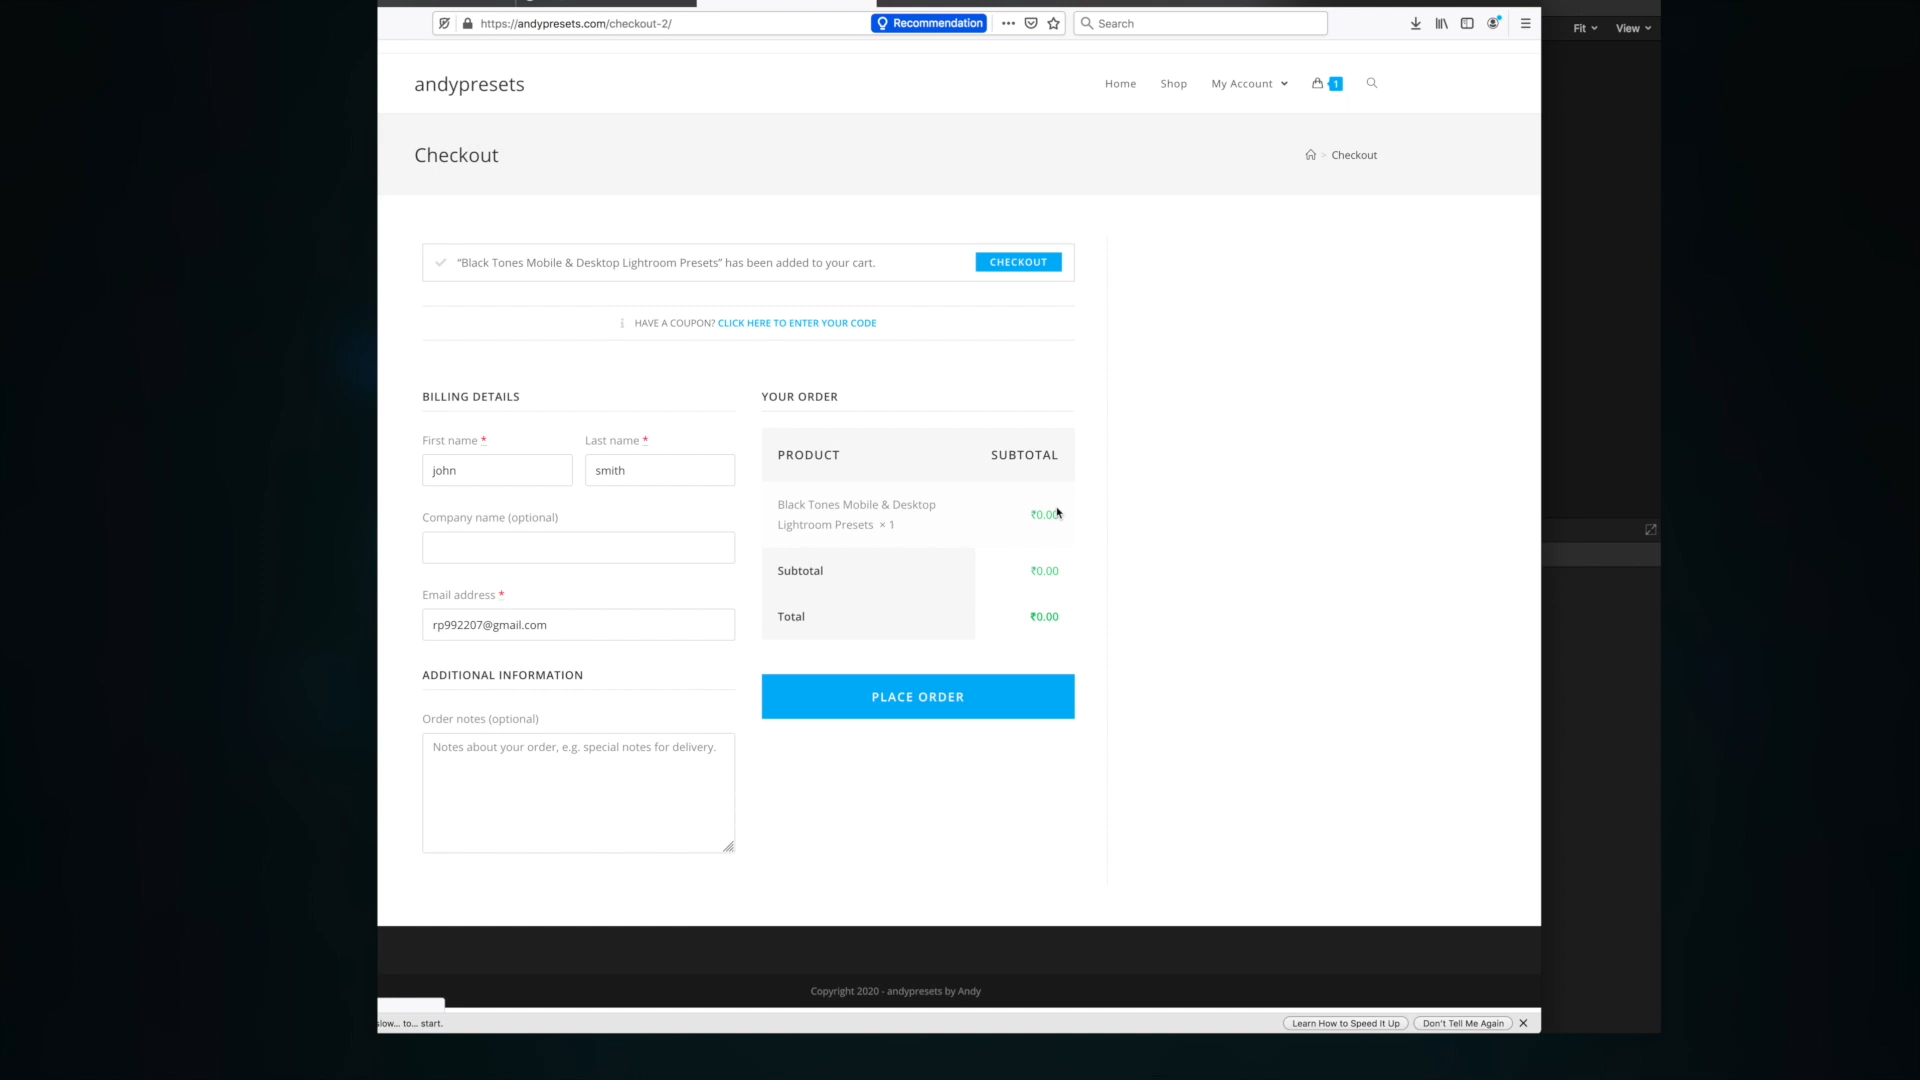 https://andypresets.com/checkout-2/
Recommendation
Search
Fit
View
andypresets
Home
Shop
My Account
1
Checkout
> Checkout
“Black Tones Mobile & Desktop Lightroom Presets” has been added to your cart.
CHECKOUT
HAVE A COUPON? CLICK HERE TO ENTER YOUR CODE
BILLING DETAILS
YOUR ORDER
First name *
Last name *
PRODUCT
SUBTOTAL
john
smith
Black Tones Mobile & Desktop
Lightroom Presets × 1
₹0.00
Company name (optional)
Subtotal
₹0.00
Email address *
Total
₹0.00
rp992207@gmail.com
ADDITIONAL INFORMATION
PLACE ORDER
Order notes (optional)
Notes about your order, e.g. special notes for delivery.
Copyright 2020 - andypresets by Andy
slow... to... start.
Learn How to Speed It Up
Don't Tell Me Again